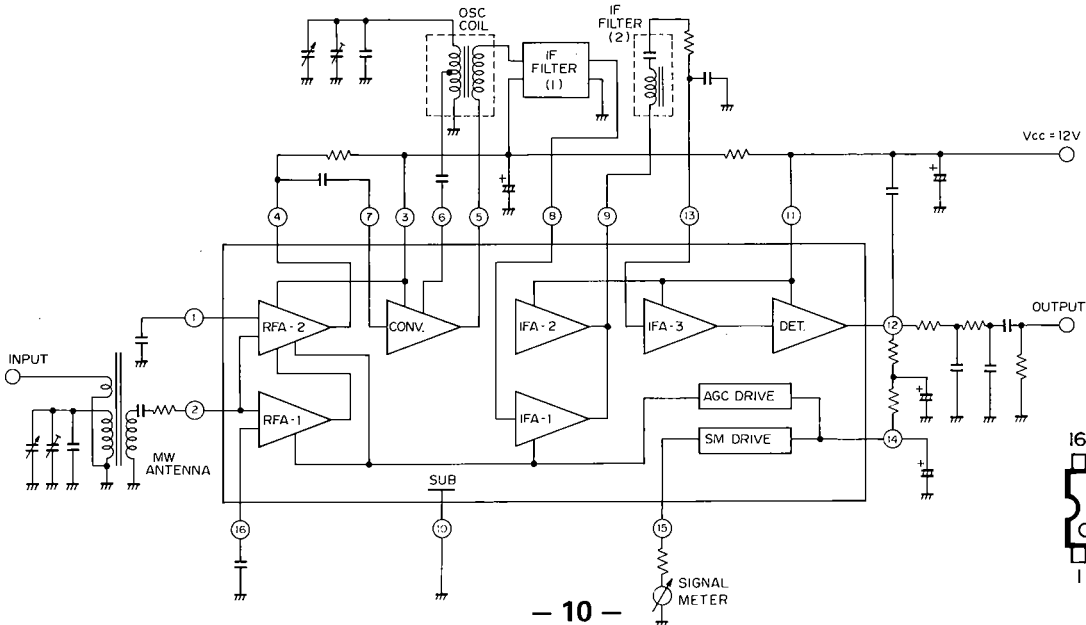 OSC
COIL
IF
FILTER
(2)
IF
FILTER
(1)
Vcc = 12V
4
7
3
6
5
8
9
13
11
1
RFA - 2
CONV.
IFA - 2
IFA - 3
DET.
12
OUTPUT
INPUT
2
RFA - 1
IFA - 1
AGC DRIVE
SM DRIVE
14
MW
ANTENNA
SUB
16
10
15
SIGNAL
METER
16
1
– 10 –